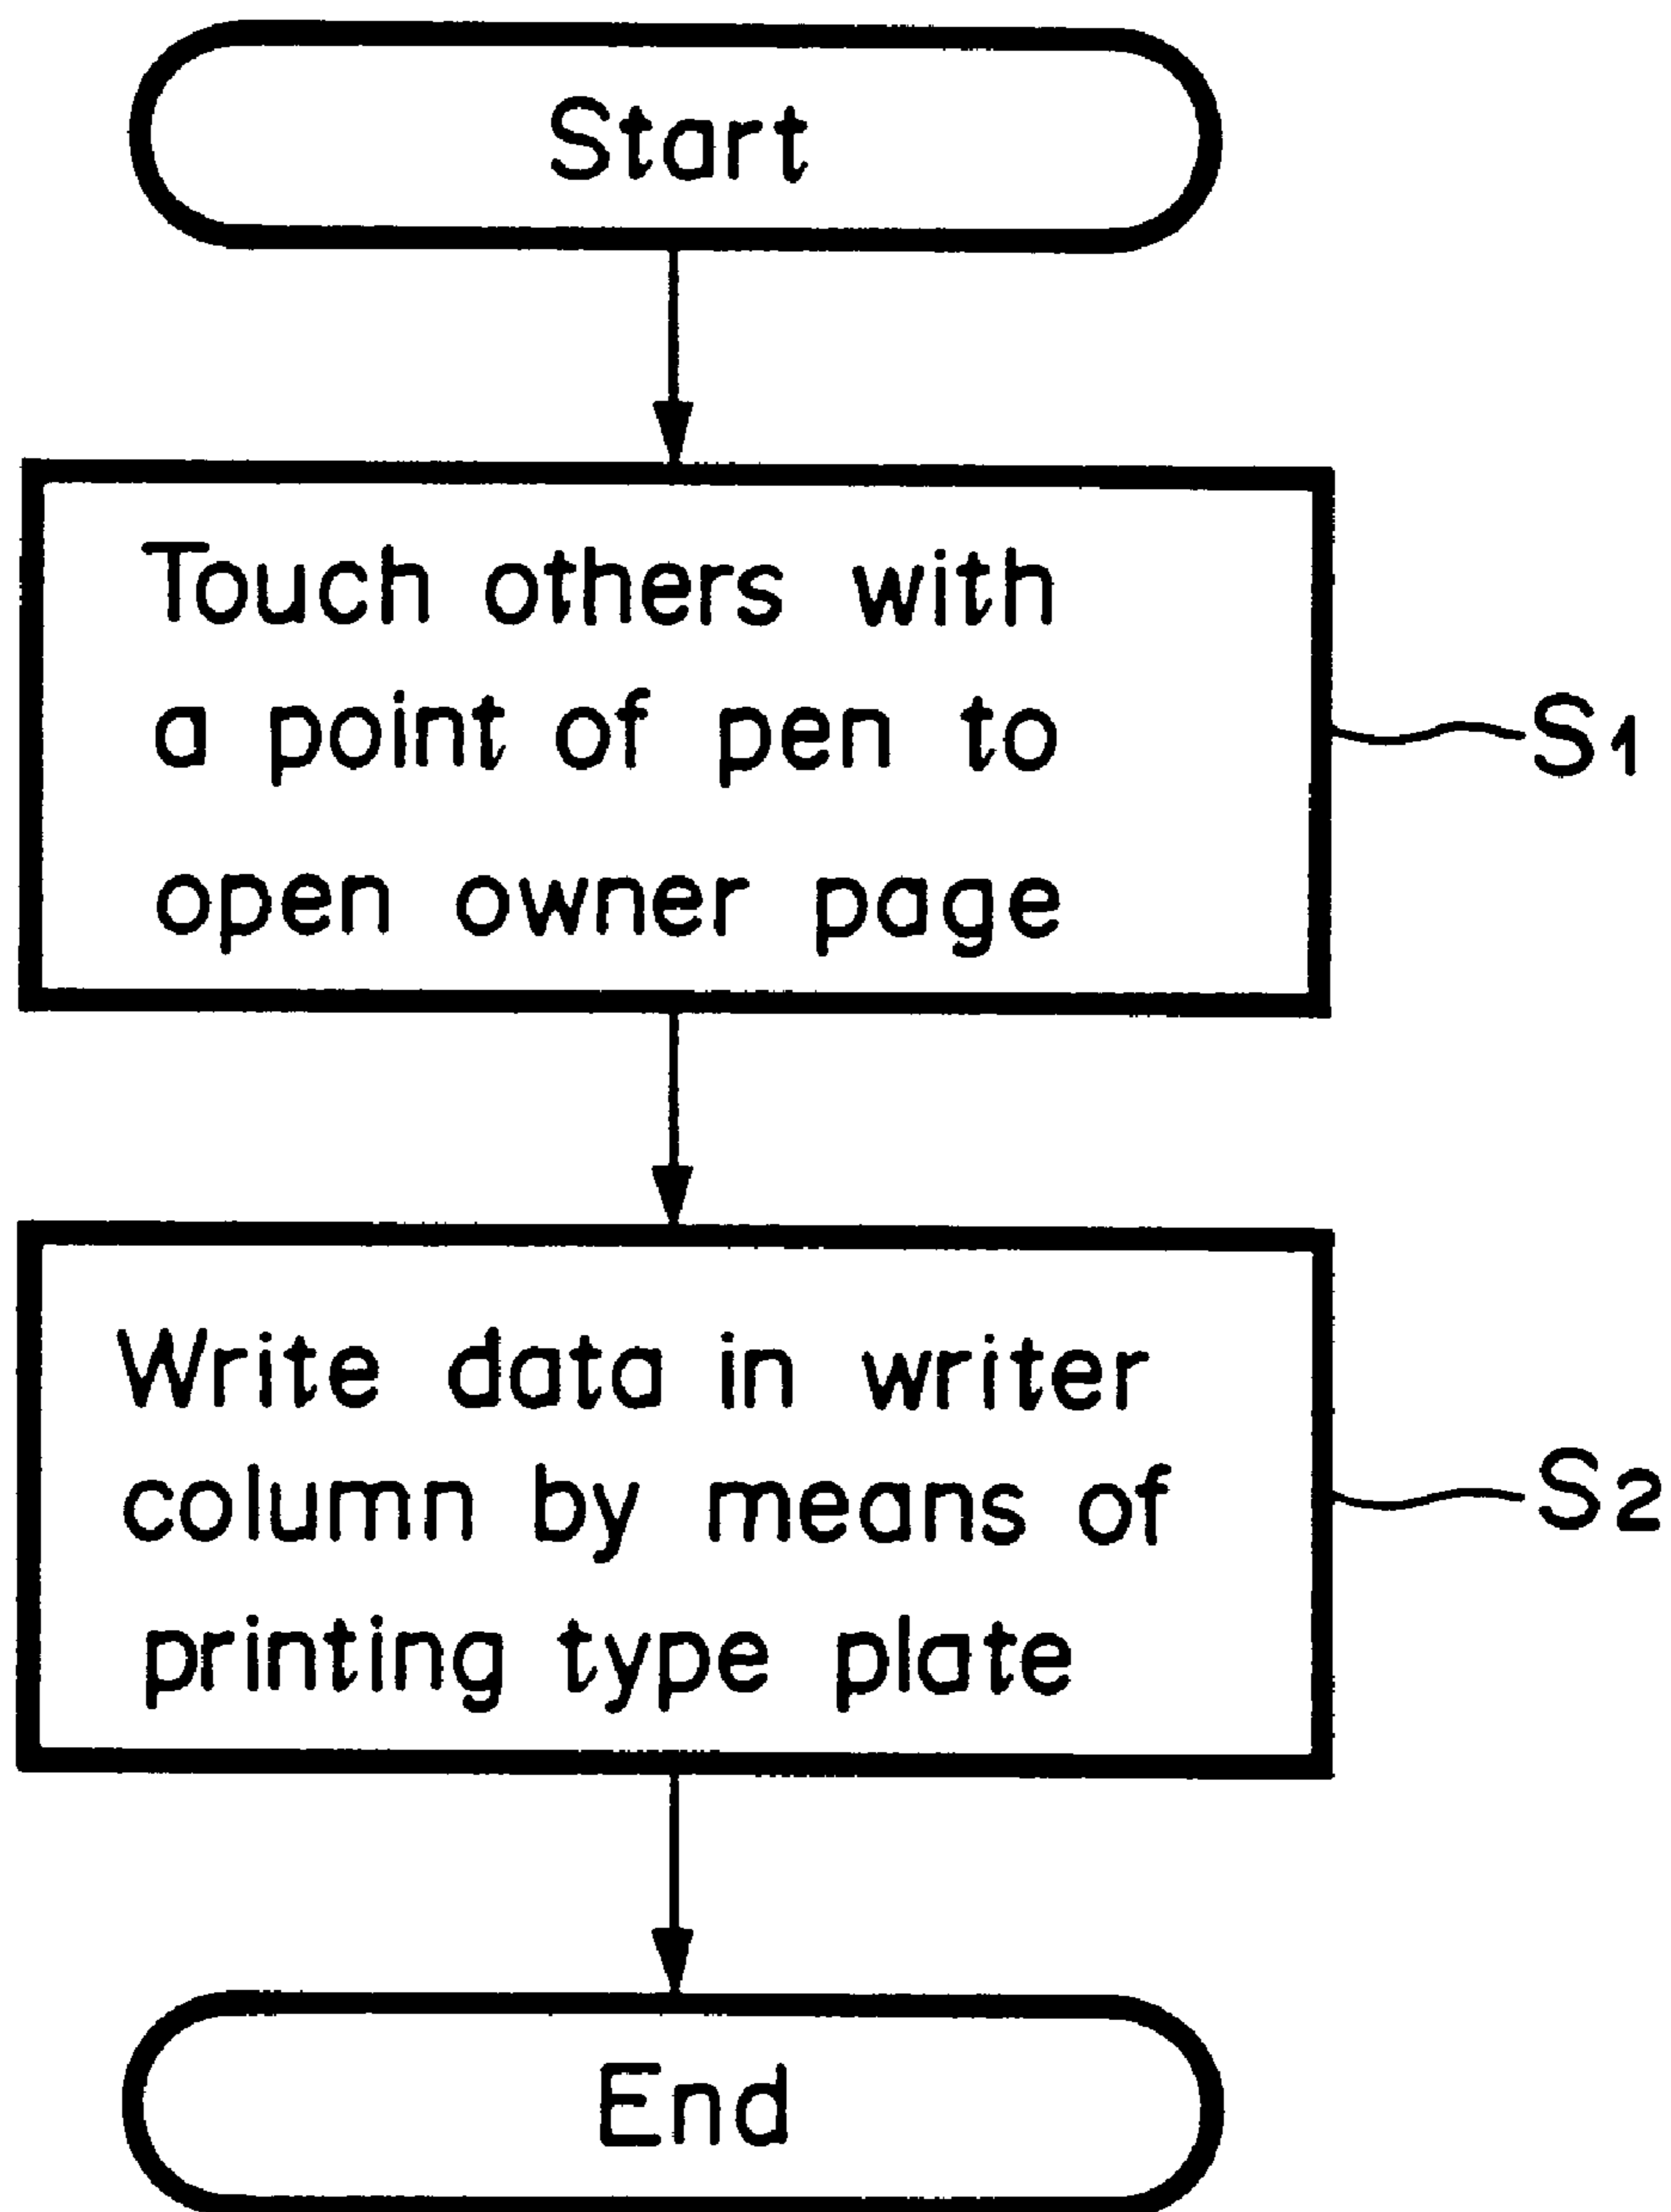 Start
Touch others with
a point of pen to
open owner page
S1
Write data in writer
column by means of
printing type plate
S2
End